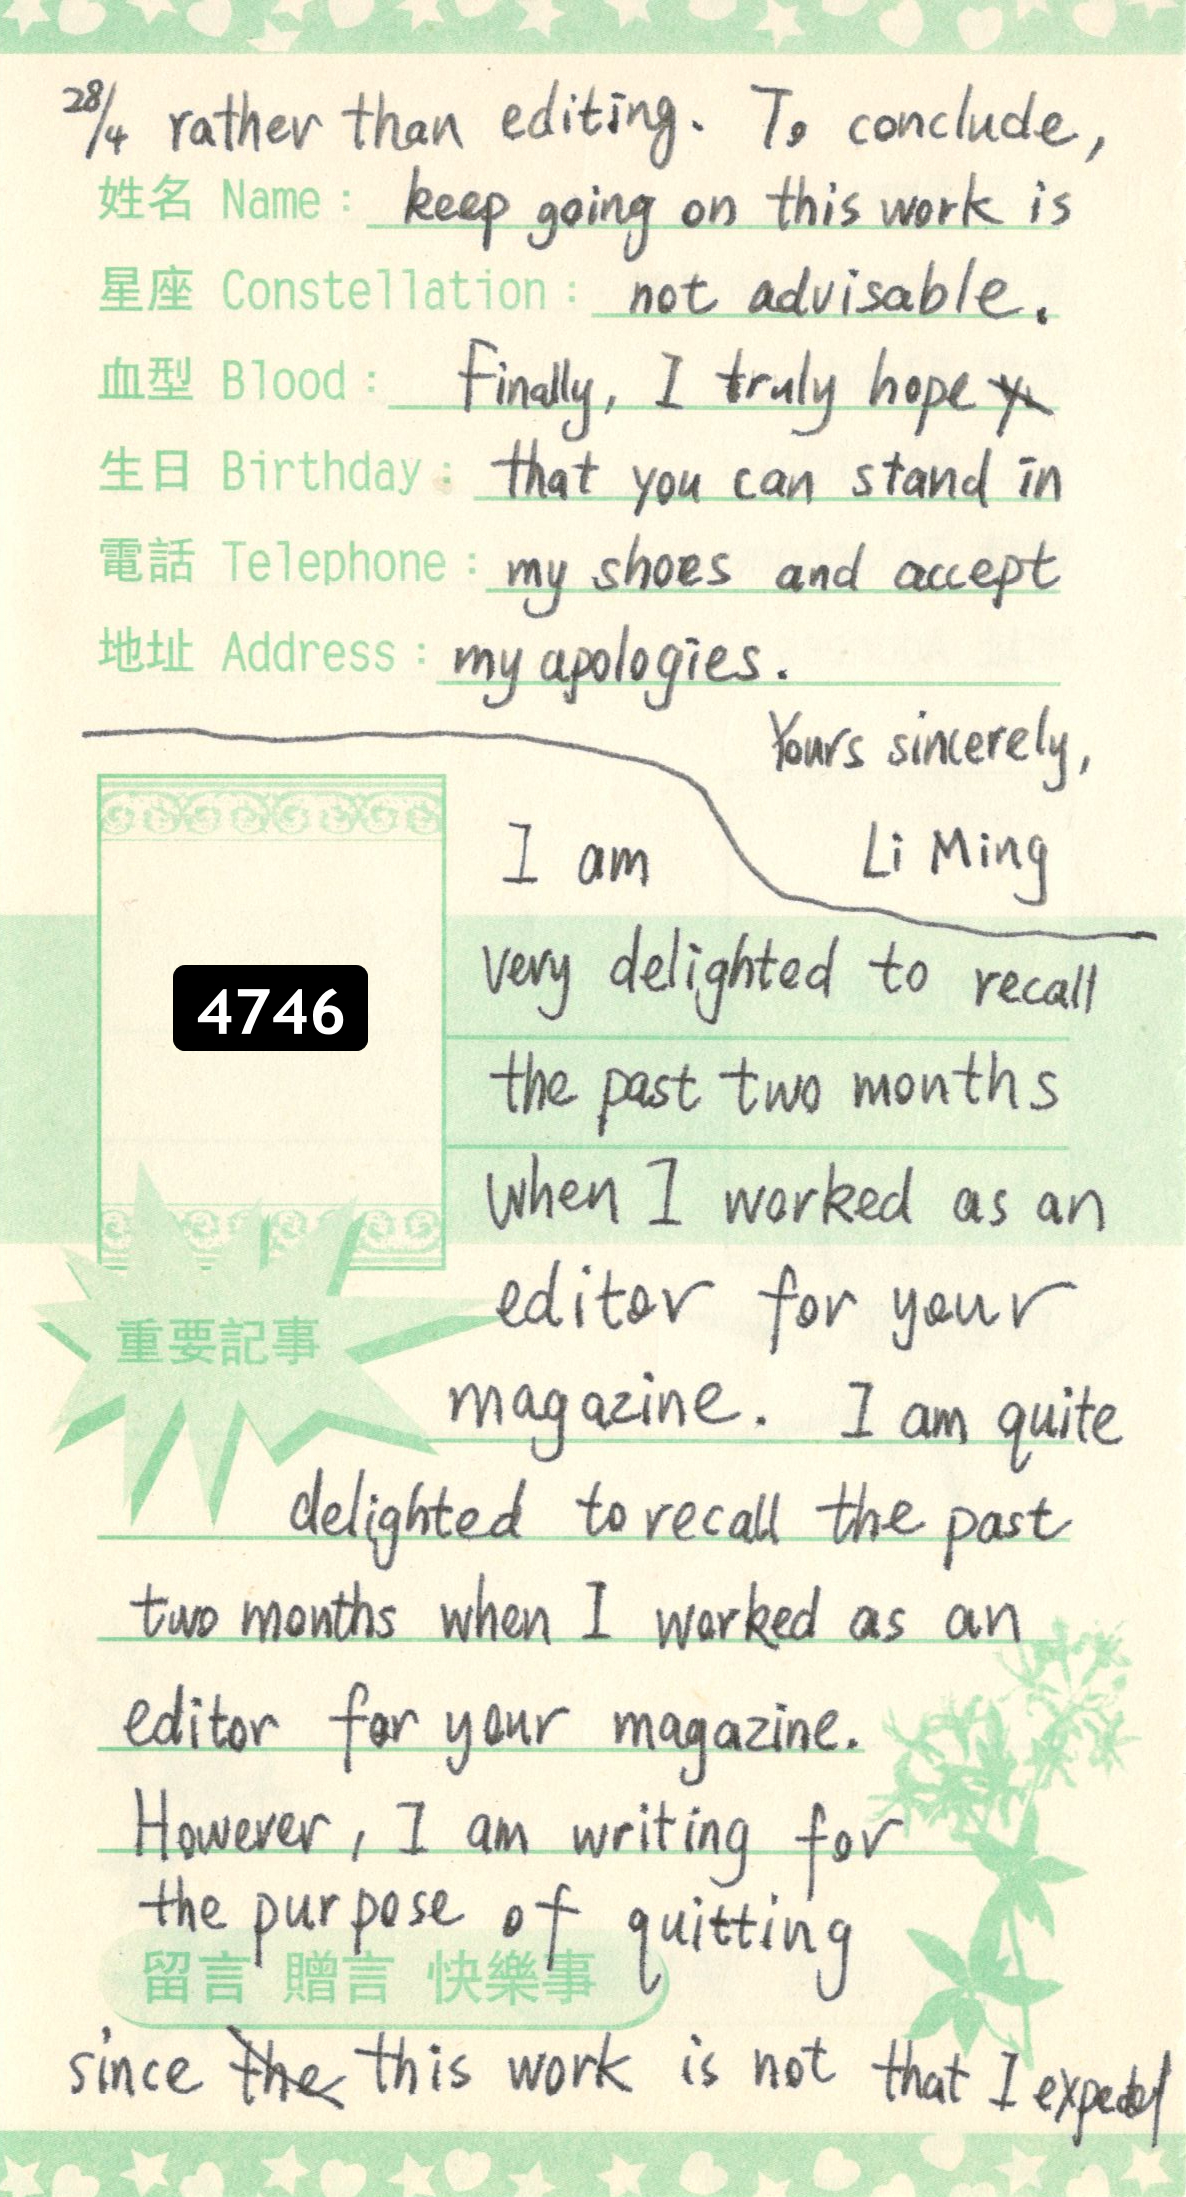 28/4 rather than editing. To conclude,
姓名 Name: keep going on this work is
星座 Constellation: not advisable.
血型 Blood: Finally, I truly hope
生日 Birthday: that you can stand in
電話 Telephone: my shoes and accept
地址 Address: my apologies.
Yours sincerely,
Li Ming
I am
very delighted to recall
the past two months
4746
when I worked as an
editor for your
重要記事
magazine. I am quite
delighted to recall the past
two months when I worked as an
editor for your magazine.
However, I am writing for
the purpose of quitting
留言 贈言 快樂事
since the this work is not that I expected